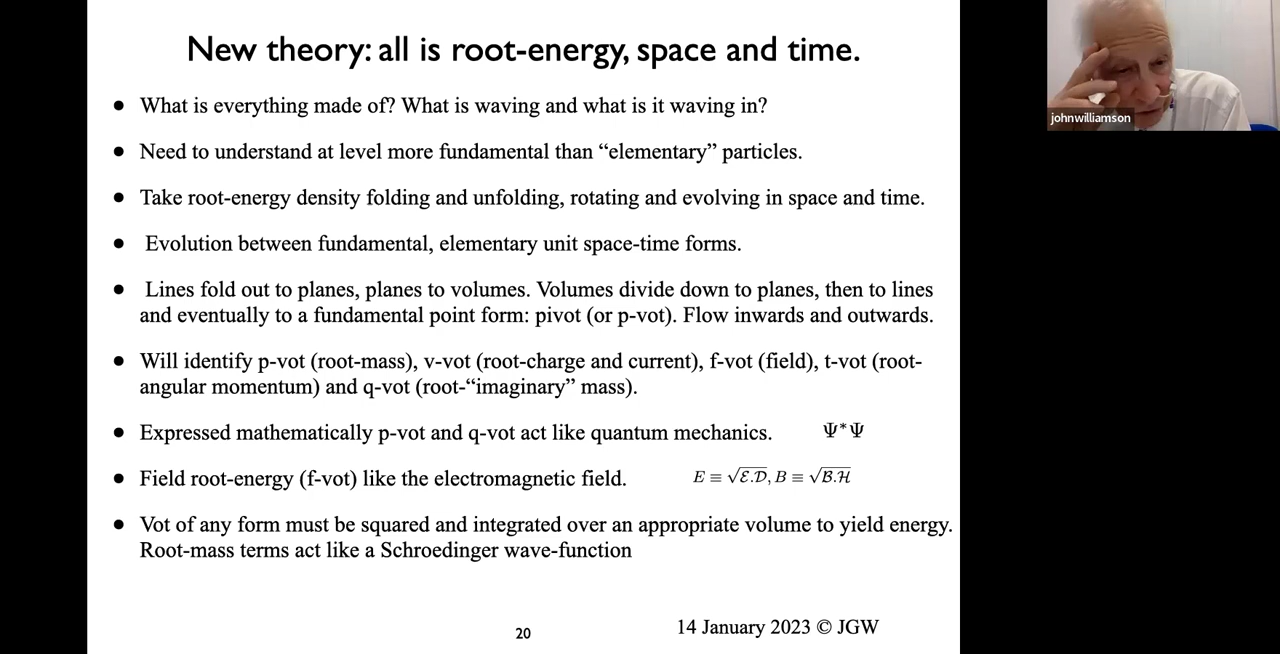 New theory: all is root-energy, space and time.
• What is everything made of? What is waving and what is it waving in?
• Need to understand at level more fundamental than “elementary” particles.
• Take root-energy density folding and unfolding, rotating and evolving in space and time.
• Evolution between fundamental, elementary unit space-time forms.
• Lines fold out to planes, planes to volumes. Volumes divide down to planes, then to lines
and eventually to a fundamental point form: pivot (or p-vot). Flow inwards and outwards.
• Will identify p-vot (root-mass), v-vot (root-charge and current), f-vot (field), t-vot (root-
angular momentum) and q-vot (root-“imaginary” mass).
• Expressed mathematically p-vot and q-vot act like quantum mechanics. Ψ*Ψ
• Field root-energy (f-vot) like the electromagnetic field. E ≡ √ℰ.𝒟, B ≡ √ℬ.ℋ
• Vot of any form must be squared and integrated over an appropriate volume to yield energy.
Root-mass terms act like a Schroedinger wave-function
20
14 January 2023 © JGW
johnwilliamson